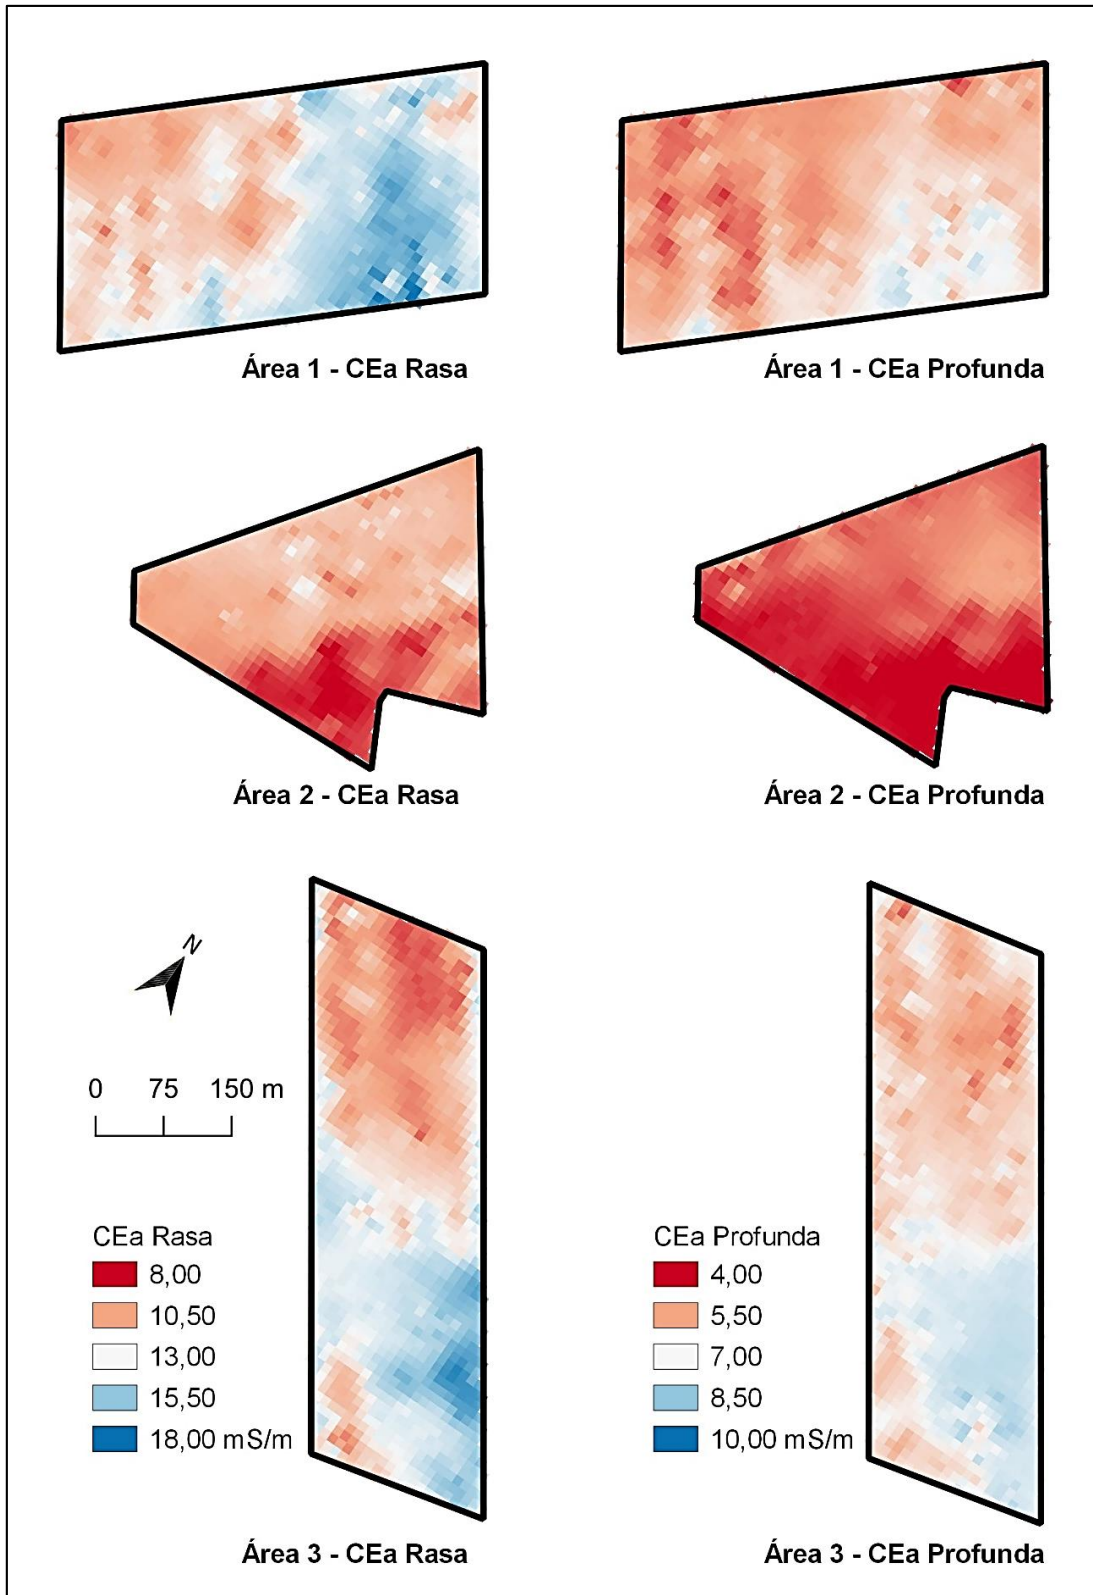 Área 1 - CEa Rasa
Área 1 - CEa Profunda
Área 2 - CEa Rasa
Área 2 - CEa Profunda
N
0 75 150 m
CEa Rasa
8,00
10,50
13,00
15,50
18,00 mS/m
CEa Profunda
4,00
5,50
7,00
8,50
10,00 mS/m
Área 3 - CEa Rasa
Área 3 - CEa Profunda